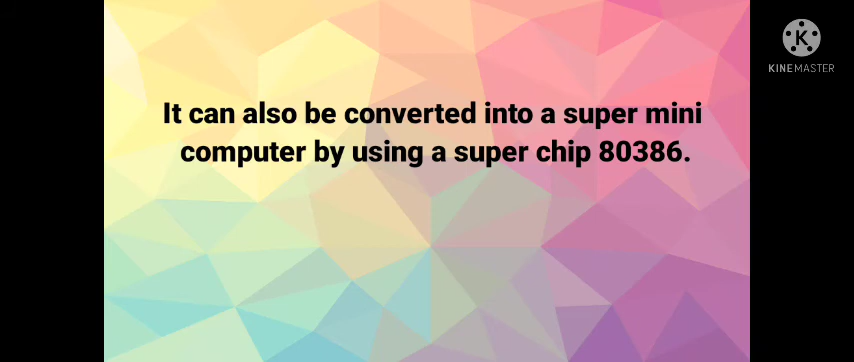 It can also be converted into a super mini
computer by using a super chip 80386.
K
KINEMASTER